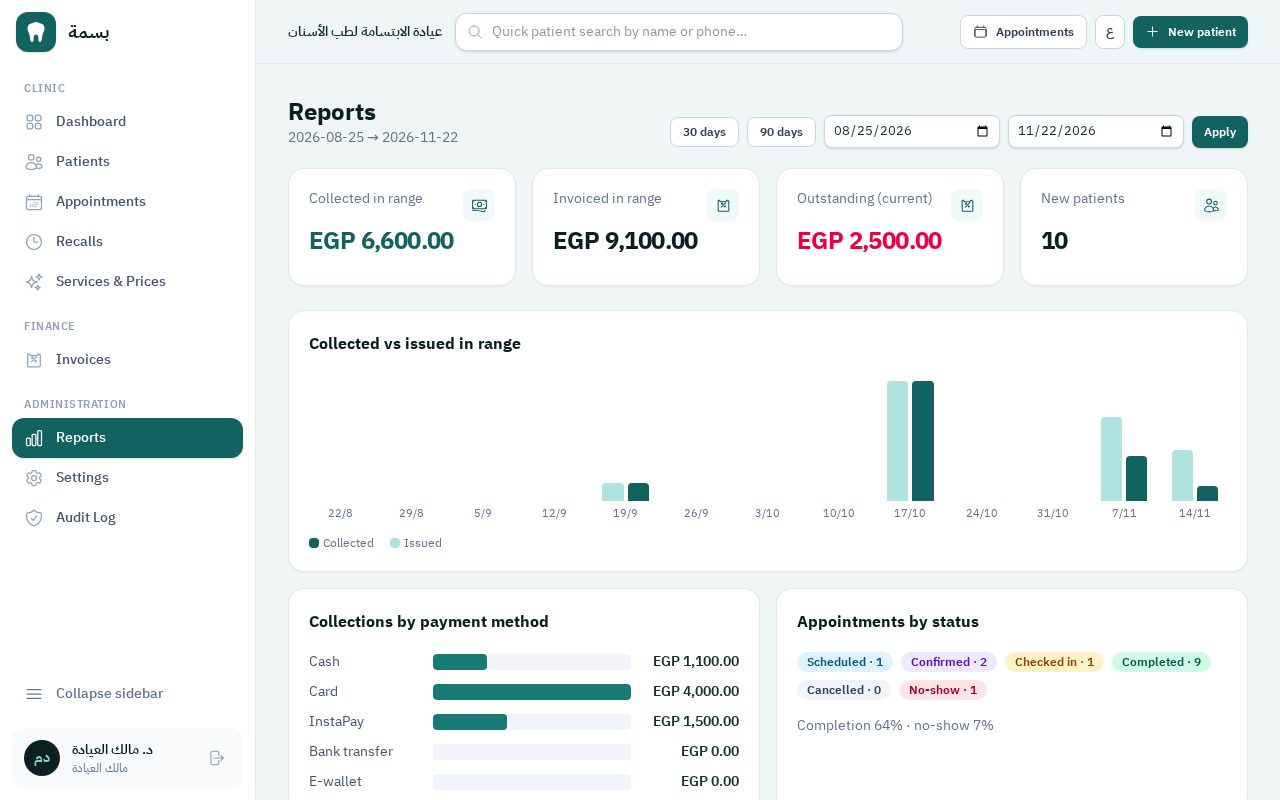 بسمة
CLINIC
Dashboard
Patients
Appointments
Recalls
Services & Prices
FINANCE
Invoices
ADMINISTRATION
Reports
Settings
Audit Log
Collapse sidebar
دم
د. مالك العيادة
مالك العيادة
عيادة الابتسامة لطب الأسنان
Quick patient search by name or phone...
Appointments
ع
New patient
Reports
2026-08-25 → 2026-11-22
30 days
90 days
08/25/2026
11/22/2026
Apply
Collected in range
EGP 6,600.00
Invoiced in range
EGP 9,100.00
Outstanding (current)
EGP 2,500.00
New patients
10
Collected vs issued in range
22/8 29/8 5/9 12/9 19/9 26/9 3/10 10/10 17/10 24/10 31/10 7/11 14/11
Collected Issued
Collections by payment method
Cash EGP 1,100.00
Card EGP 4,000.00
InstaPay EGP 1,500.00
Bank transfer EGP 0.00
E-wallet EGP 0.00
Appointments by status
Scheduled · 1 Confirmed · 2 Checked in · 1 Completed · 9
Cancelled · 0 No-show · 1
Completion 64% · no-show 7%